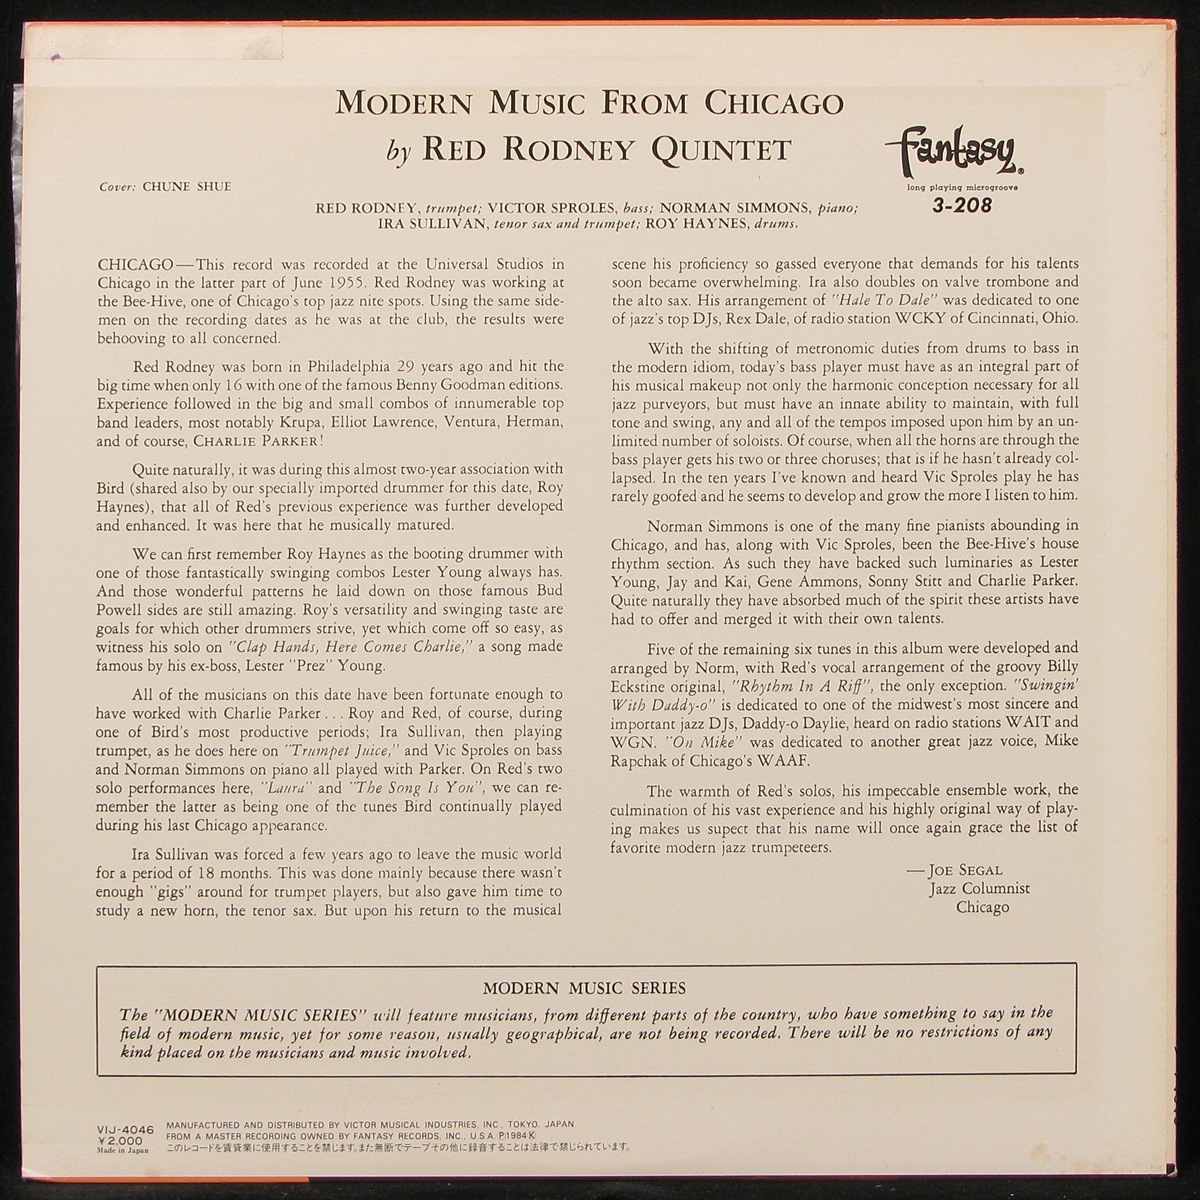 MODERN MUSIC FROM CHICAGO
by RED RODNEY QUINTET
fantasy®
long playing microgroove
3-208
Cover: CHUNE SHUE
RED RODNEY, trumpet; VICTOR SPROLES, bass; NORMAN SIMMONS, piano;
IRA SULLIVAN, tenor sax and trumpet; ROY HAYNES, drums.
CHICAGO—This record was recorded at the Universal Studios in
Chicago in the latter part of June 1955. Red Rodney was working at
the Bee-Hive, one of Chicago's top jazz nite spots. Using the same side-
men on the recording dates as he was at the club, the results were
behooving to all concerned.
Red Rodney was born in Philadelphia 29 years ago and hit the
big time when only 16 with one of the famous Benny Goodman editions.
Experience followed in the big and small combos of innumerable top
band leaders, most notably Krupa, Elliot Lawrence, Ventura, Herman,
and of course, CHARLIE PARKER!
Quite naturally, it was during this almost two-year association with
Bird (shared also by our specially imported drummer for this date, Roy
Haynes), that all of Red's previous experience was further developed
and enhanced. It was here that he musically matured.
We can first remember Roy Haynes as the booting drummer with
one of those fantastically swinging combos Lester Young always has.
And those wonderful patterns he laid down on those famous Bud
Powell sides are still amazing. Roy's versatility and swinging taste are
goals for which other drummers strive, yet which come off so easy, as
witness his solo on "Clap Hands, Here Comes Charlie," a song made
famous by his ex-boss, Lester "Prez" Young.
All of the musicians on this date have been fortunate enough to
have worked with Charlie Parker . . . Roy and Red, of course, during
one of Bird's most productive periods; Ira Sullivan, then playing
trumpet, as he does here on "Trumpet Juice," and Vic Sproles on bass
and Norman Simmons on piano all played with Parker. On Red's two
solo performances here, "Laura" and "The Song Is You", we can re-
member the latter as being one of the tunes Bird continually played
during his last Chicago appearance.
Ira Sullivan was forced a few years ago to leave the music world
for a period of 18 months. This was done mainly because there wasn't
enough "gigs" around for trumpet players, but also gave him time to
study a new horn, the tenor sax. But upon his return to the musical
scene his proficiency so gassed everyone that demands for his talents
soon became overwhelming. Ira also doubles on valve trombone and
the alto sax. His arrangement of "Hale To Dale" was dedicated to one
of jazz's top DJs, Rex Dale, of radio station WCKY of Cincinnati, Ohio.
With the shifting of metronomic duties from drums to bass in
the modern idiom, today's bass player must have as an integral part of
his musical makeup not only the harmonic conception necessary for all
jazz purveyors, but must have an innate ability to maintain, with full
tone and swing, any and all of the tempos imposed upon him by an un-
limited number of soloists. Of course, when all the horns are through the
bass player gets his two or three choruses; that is if he hasn't already col-
lapsed. In the ten years I've known and heard Vic Sproles play he has
rarely goofed and he seems to develop and grow the more I listen to him.
Norman Simmons is one of the many fine pianists abounding in
Chicago, and has, along with Vic Sproles, been the Bee-Hive's house
rhythm section. As such they have backed such luminaries as Lester
Young, Jay and Kai, Gene Ammons, Sonny Stitt and Charlie Parker.
Quite naturally they have absorbed much of the spirit these artists have
had to offer and merged it with their own talents.
Five of the remaining six tunes in this album were developed and
arranged by Norm, with Red's vocal arrangement of the groovy Billy
Eckstine original, "Rhythm In A Riff", the only exception. "Swingin'
With Daddy-o" is dedicated to one of the midwest's most sincere and
important jazz DJs, Daddy-o Daylie, heard on radio stations WAIT and
WGN. "On Mike" was dedicated to another great jazz voice, Mike
Rapchak of Chicago's WAAF.
The warmth of Red's solos, his impeccable ensemble work, the
culmination of his vast experience and his highly original way of play-
ing makes us supect that his name will once again grace the list of
favorite modern jazz trumpeteers.
— JOE SEGAL
Jazz Columnist
Chicago
MODERN MUSIC SERIES
The "MODERN MUSIC SERIES" will feature musicians, from different parts of the country, who have something to say in the
field of modern music, yet for some reason, usually geographical, are not being recorded. There will be no restrictions of any
kind placed on the musicians and music involved.
VIJ-4046
¥2,000
Made in Japan
MANUFACTURED AND DISTRIBUTED BY VICTOR MUSICAL INDUSTRIES, INC., TOKYO, JAPAN
FROM A MASTER RECORDING OWNED BY FANTASY RECORDS, INC., U.S.A. Ⓟ1984Ⓚ
このレコードを賃貸業に使用することを禁じます。また無断でテープその他に録音することは法律で禁じられています。